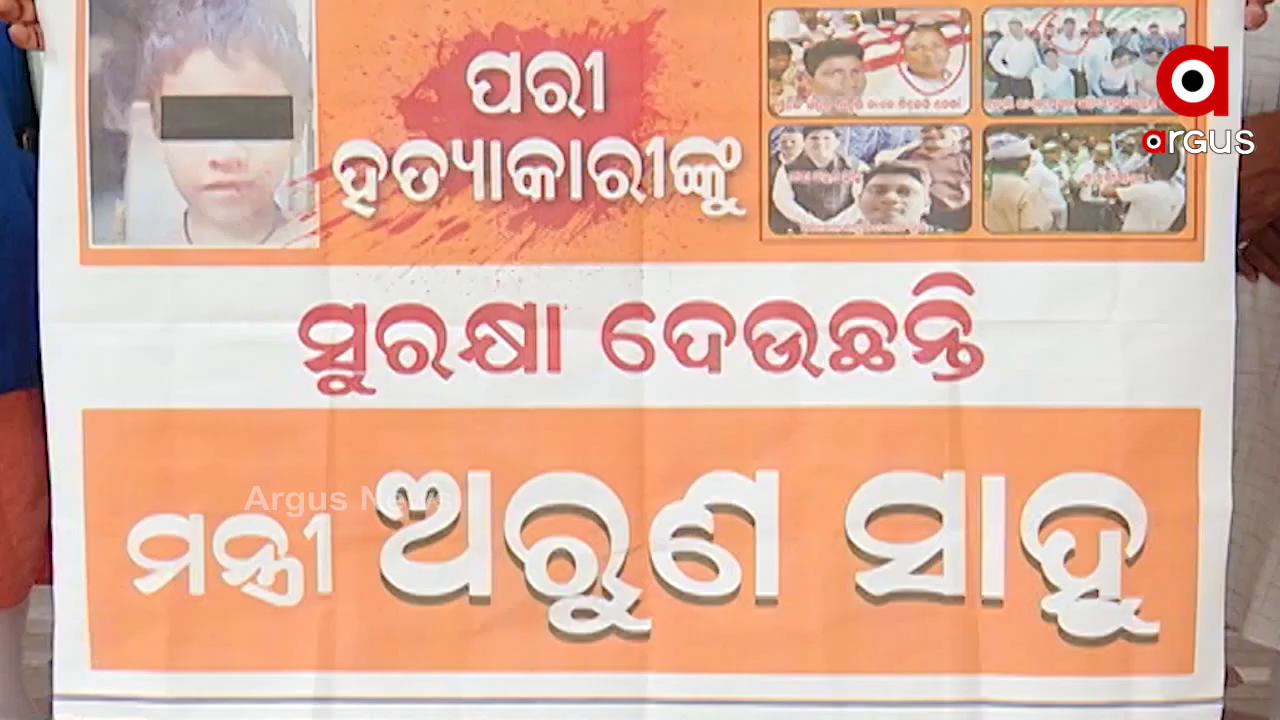 ପରୀ
ହତ୍ୟାକାରୀଙ୍କୁ
argus
ସୁରକ୍ଷା ଦେଉଛନ୍ତି
Argus News
ମନ୍ତ୍ରୀ ଅରୁଣ ସାହୁ